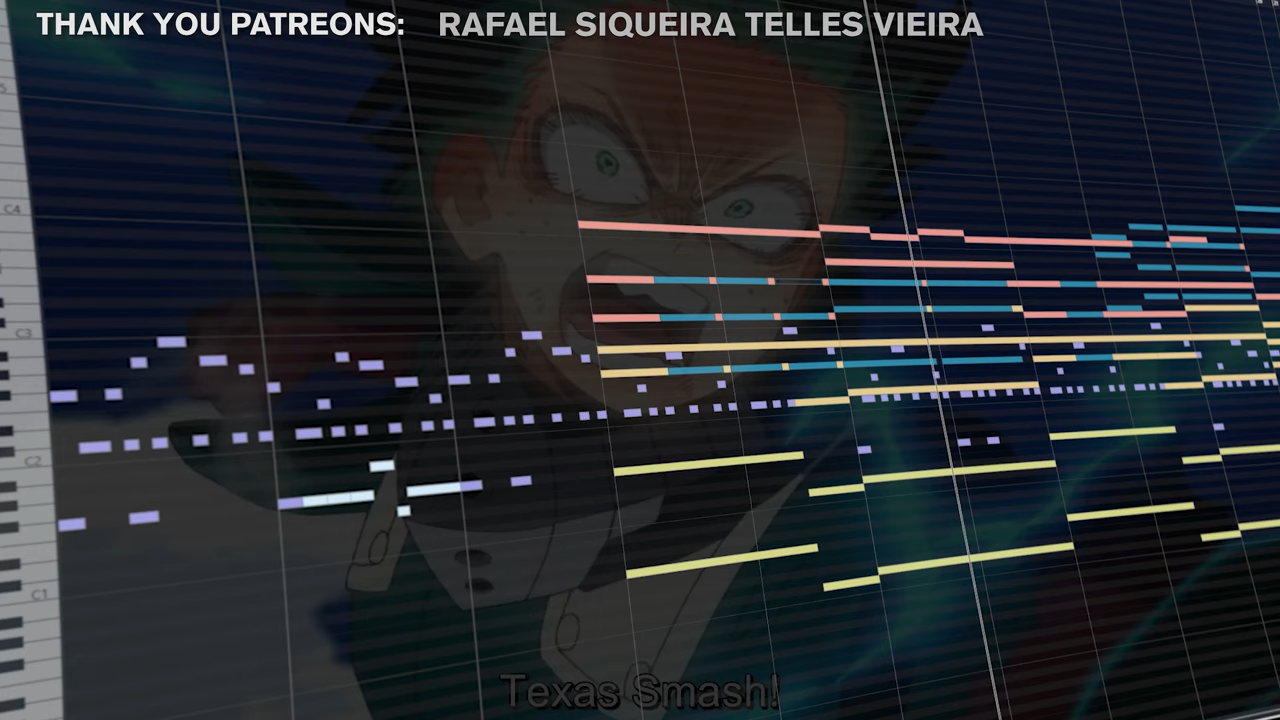 THANK YOU PATREONS: RAFAEL SIQUEIRA TELLES VIEIRA
C4
C3
C2
C1
Texas Smash!